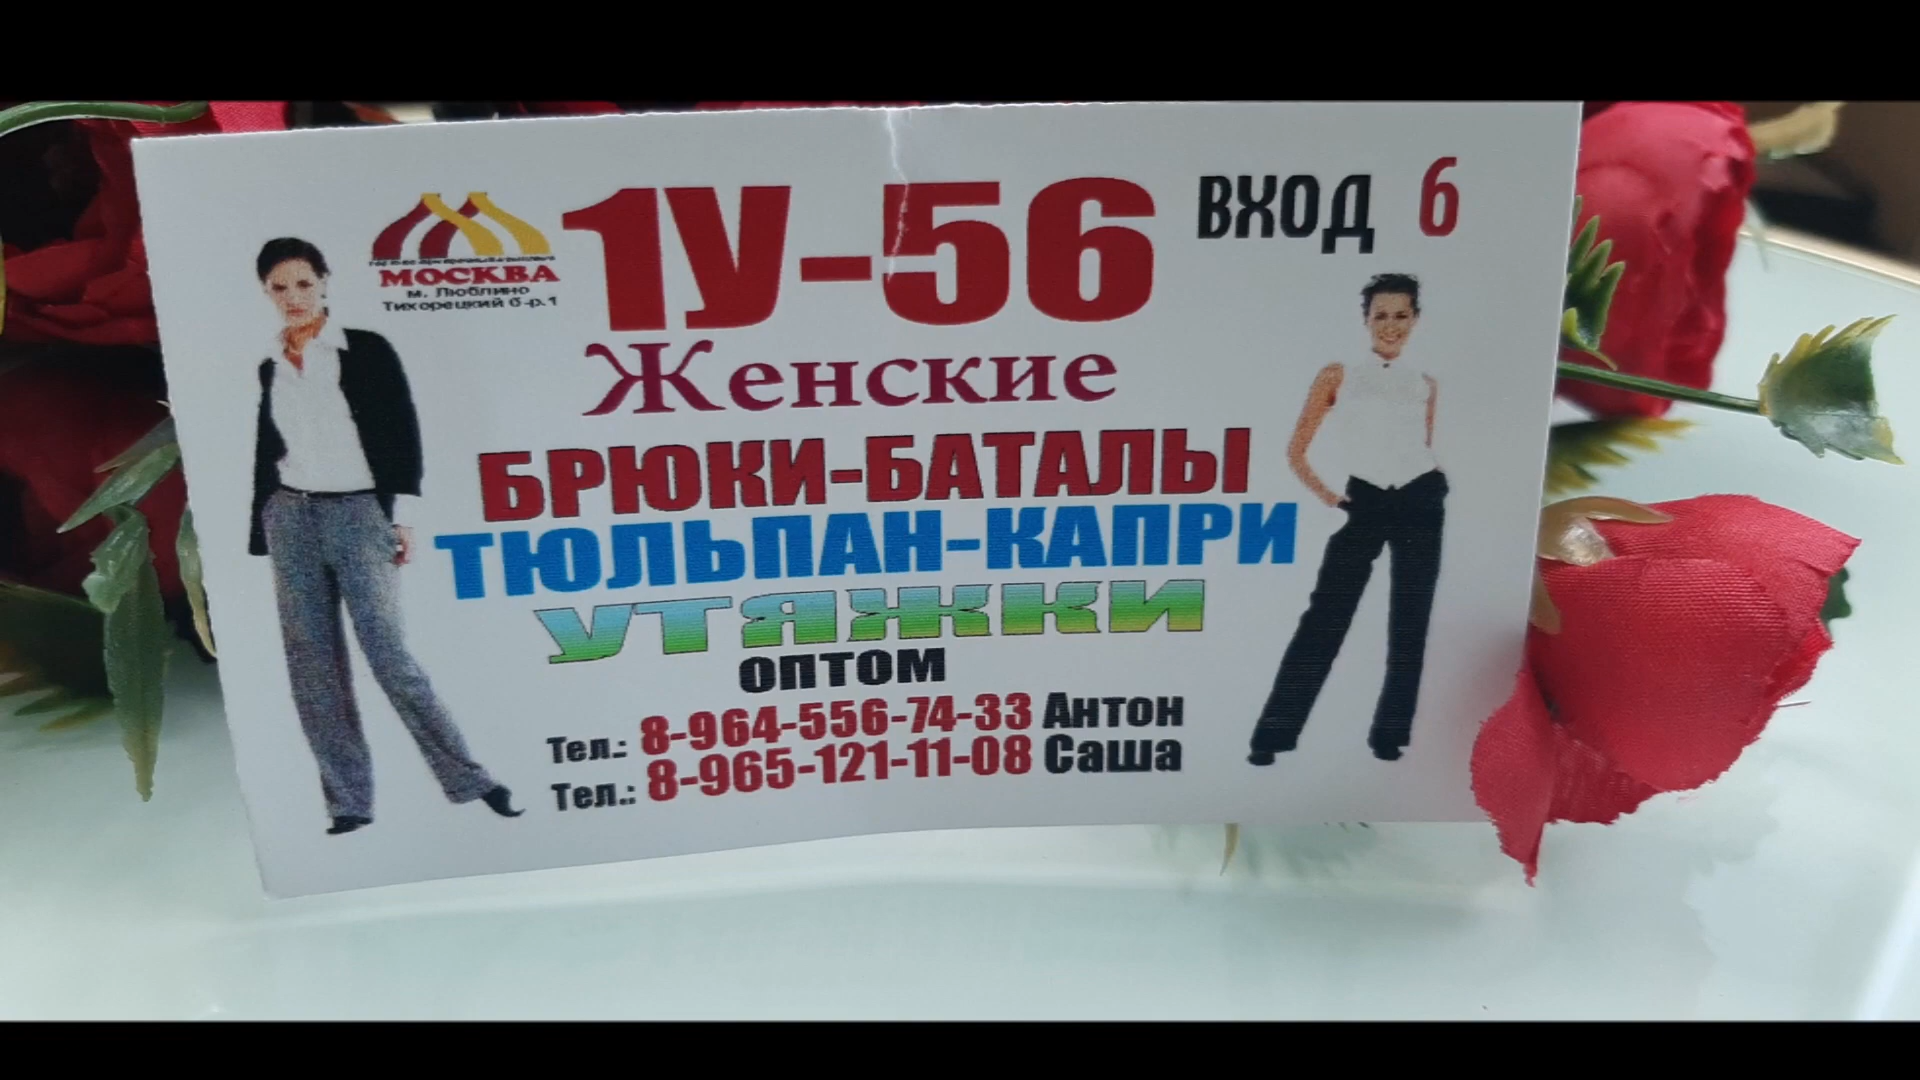 1У-56
ВХОД 6
МОСКВА
м. Люблино
Тихорецкий б-р.1
Женские
БРЮКИ-БАТАЛЫ
ТЮЛЬПАН-КАПРИ
УТЯЖКИ
ОПТОМ
Тел.: 8-964-556-74-33 Антон
Тел.: 8-965-121-11-08 Саша